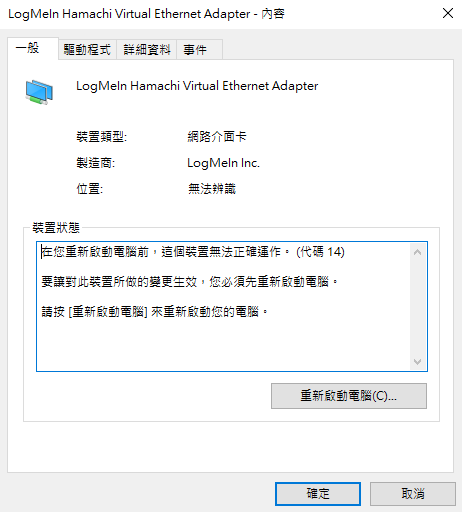 LogMeIn Hamachi Virtual Ethernet Adapter - 內容
一般 驅動程式 詳細資料 事件
LogMeIn Hamachi Virtual Ethernet Adapter
裝置類型: 網路介面卡
製造商: LogMeIn Inc.
位置: 無法辨識
裝置狀態
在您重新啟動電腦前，這個裝置無法正確運作。 (代碼 14)
要讓對此裝置所做的變更生效，您必須先重新啟動電腦。
請按 [重新啟動電腦] 來重新啟動您的電腦。
重新啟動電腦(C)...
確定 取消